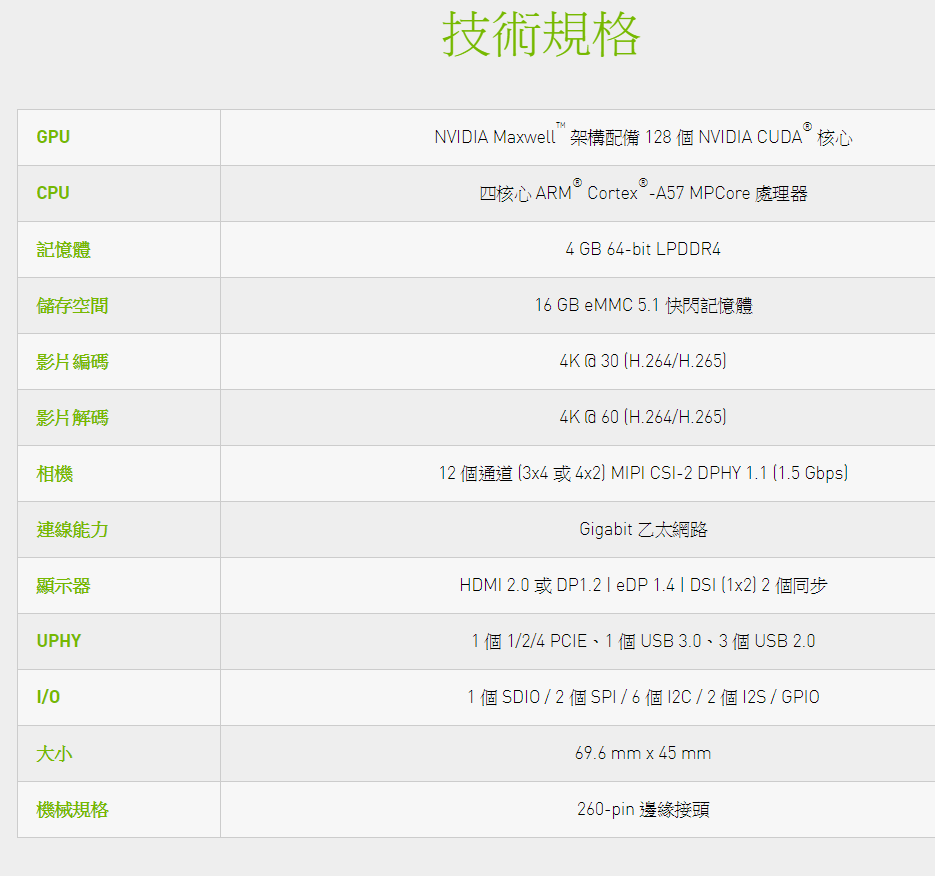 技術規格
GPU NVIDIA Maxwell™ 架構配備 128 個 NVIDIA CUDA® 核心
CPU 四核心 ARM® Cortex®-A57 MPCore 處理器
記憶體 4 GB 64-bit LPDDR4
儲存空間 16 GB eMMC 5.1 快閃記憶體
影片編碼 4K @ 30 (H.264/H.265)
影片解碼 4K @ 60 (H.264/H.265)
相機 12 個通道 (3x4 或 4x2) MIPI CSI-2 DPHY 1.1 (1.5 Gbps)
連線能力 Gigabit 乙太網路
顯示器 HDMI 2.0 或 DP1.2 | eDP 1.4 | DSI (1x2) 2 個同步
UPHY 1 個 1/2/4 PCIE、1 個 USB 3.0、3 個 USB 2.0
I/O 1 個 SDIO / 2 個 SPI / 6 個 I2C / 2 個 I2S / GPIO
大小 69.6 mm x 45 mm
機械規格 260-pin 邊緣接頭